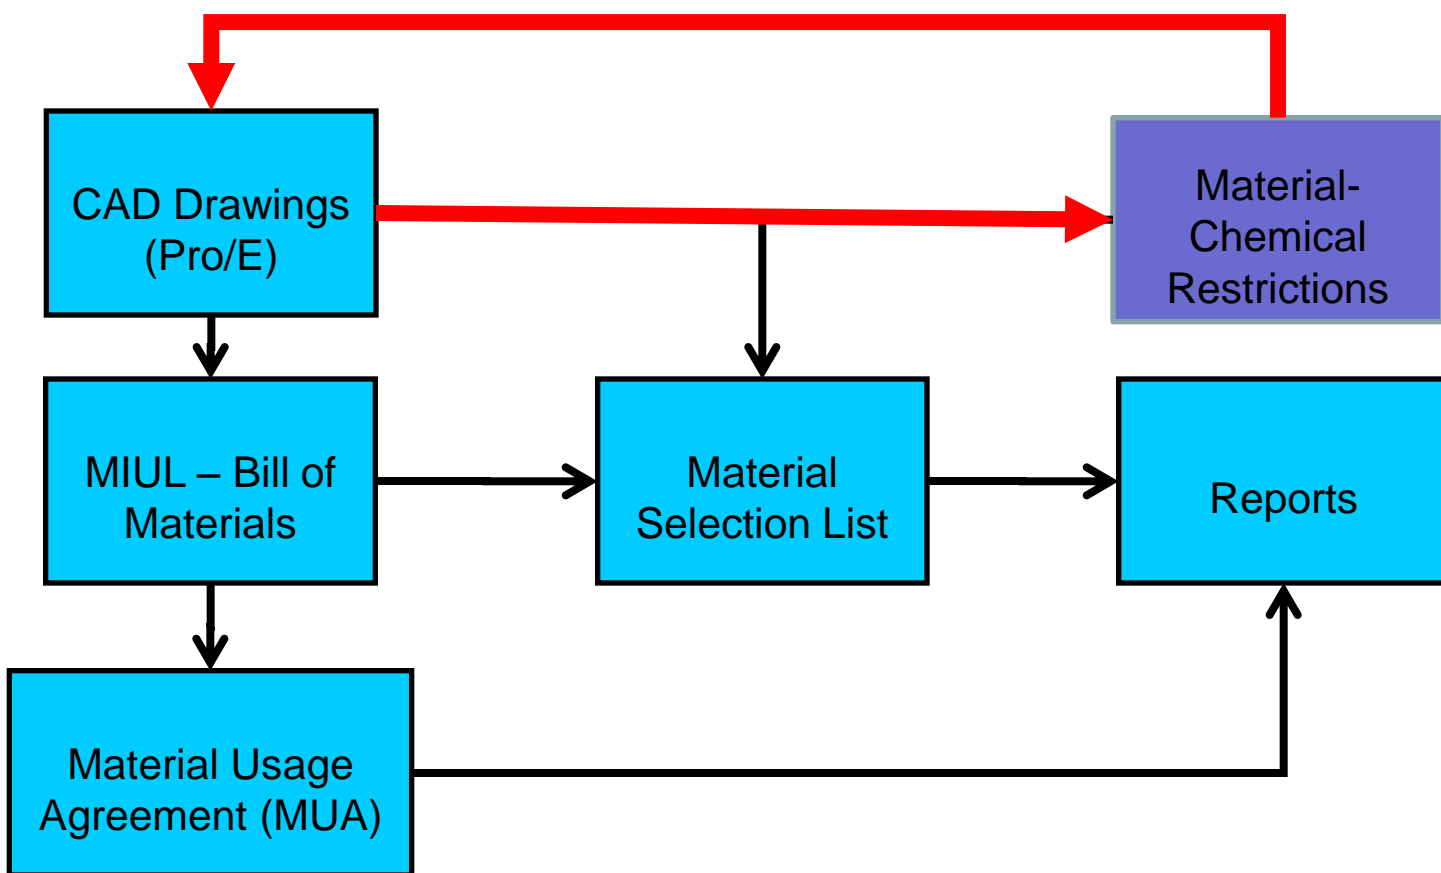 CAD Drawings
(Pro/E)
Material-
Chemical
Restrictions
MIUL – Bill of
Materials
Material
Selection List
Reports
Material Usage
Agreement (MUA)